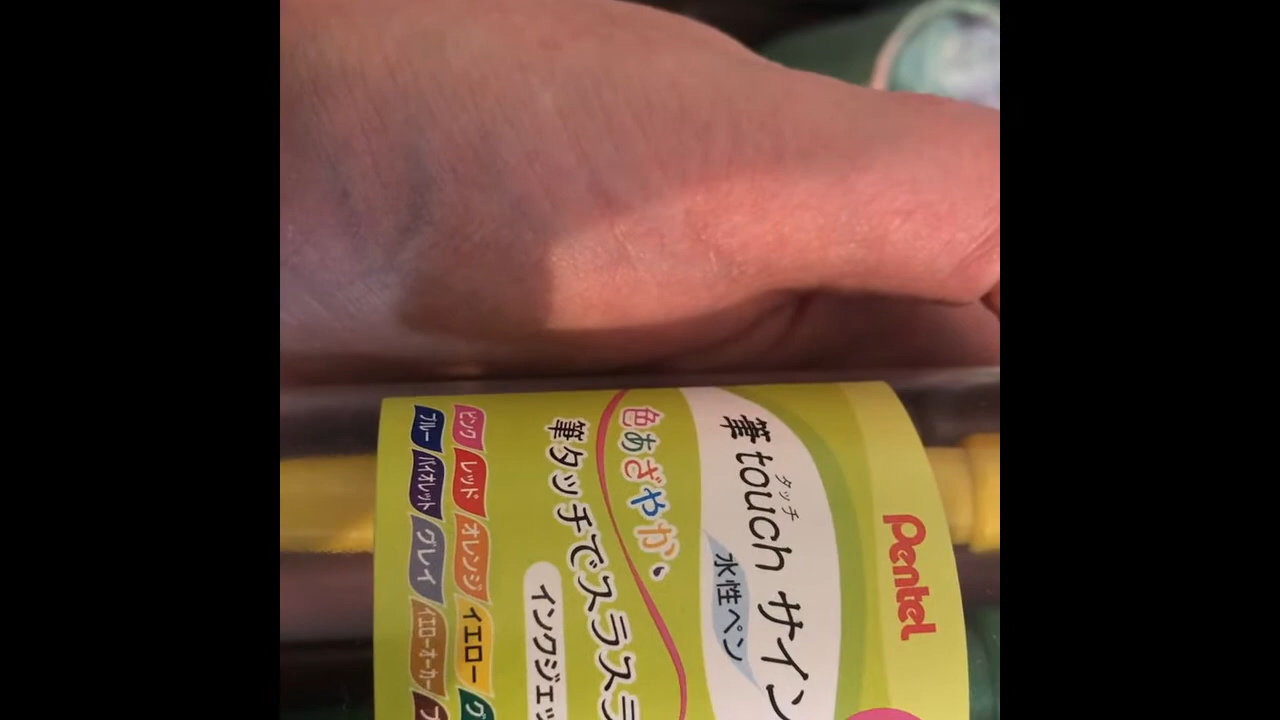 Pentel
タッチ
筆touchサイン
水性ペン
色あざやか、
筆タッチでスラスラ
インクジェッ
ピンク レッド オレンジ イエロー グ
ブルー バイオレット グレイ イエローオーカー ブ